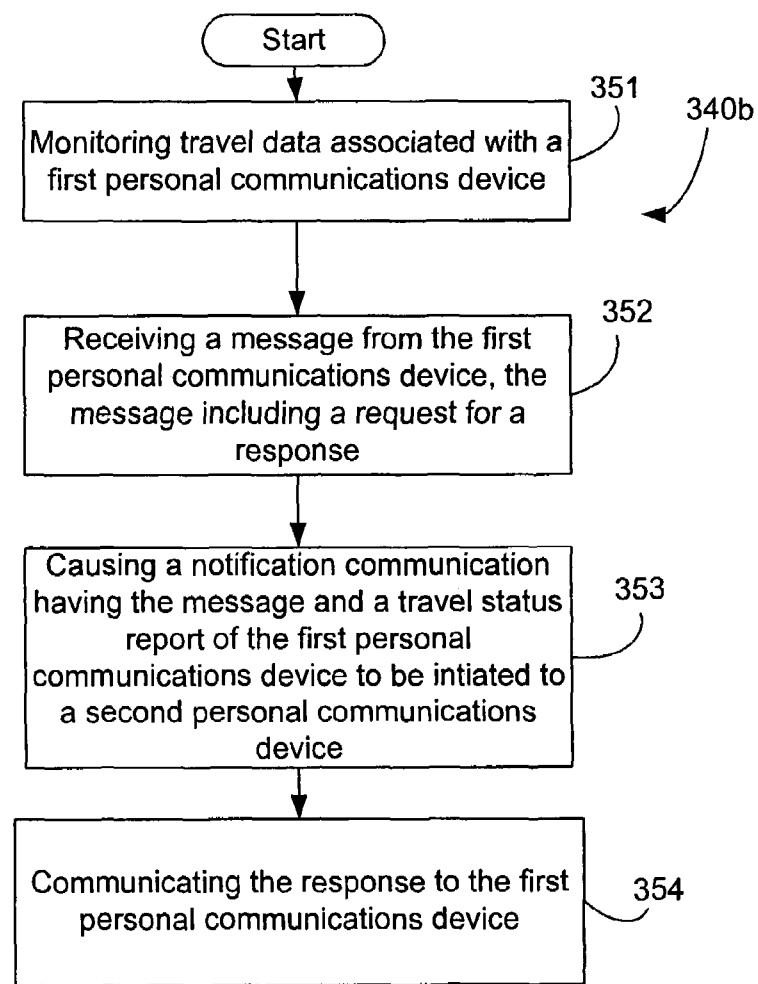 Start
351
340b
Monitoring travel data associated with a
first personal communications device
352
Receiving a message from the first
personal communications device, the
message including a request for a
response
353
Causing a notification communication
having the message and a travel status
report of the first personal
communications device to be intiated to
a second personal communications
device
354
Communicating the response to the first
personal communications device